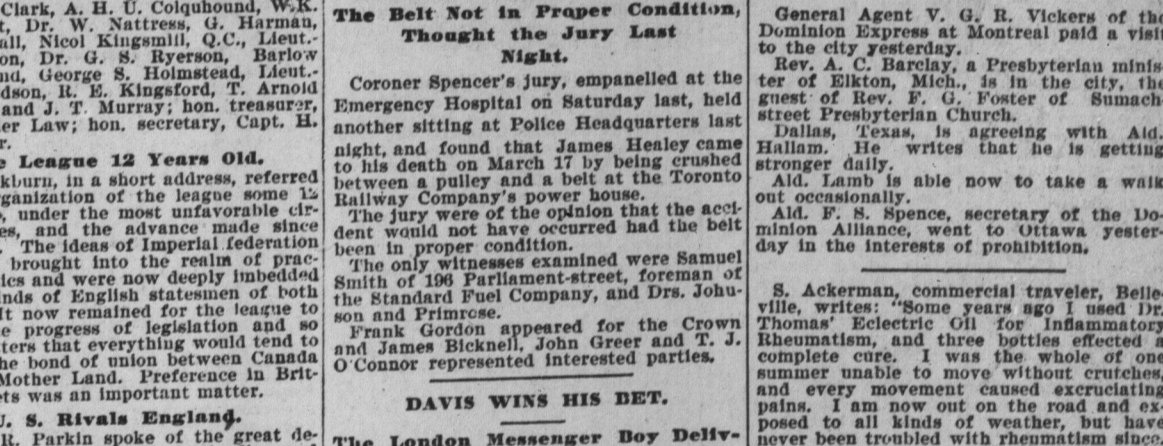 Clark, A. H. U. Colquhound, W. K.
Dr. W. Nattress, G. Harman,
Nicol Kingsmill, Q.C., Lieut.-
Dr. G. S. Ryerson, Barlow
George S. Holmstead, Lieut.-
R. E. Kingsford, T. Arnold
and J. T. Murray; hon. treasurer,
Law; hon. secretary, Capt. H.
League 12 Years Old.
in a short address, referred
of the league some 12
under the most unfavorable cir-
and the advance made since
The ideas of Imperial federation
brought into the realm of prac-
and were now deeply imbedded
of English statesmen of both
It now remained for the league to
progress of legislation and so
that everything would tend to
bond of union between Canada
Mother Land. Preference in Brit-
was an important matter.
U. S. Rivals England.
R. Parkin spoke of the great de-
The Belt Not in Proper Condition,
Thought the Jury Last
Night.
Coroner Spencer's jury, empanelled at the
Emergency Hospital on Saturday last, held
another sitting at Police Headquarters last
night, and found that James Healey came
to his death on March 17 by being crushed
between a pulley and a belt at the Toronto
Railway Company's power house.
The jury were of the opinion that the acci-
dent would not have occurred had the belt
been in proper condition.
The only witnesses examined were Samuel
Smith of 196 Parliament-street, foreman of
the Standard Fuel Company, and Drs. John-
son and Primrose.
Frank Gordon appeared for the Crown
and James Bicknell, John Greer and T. J.
O'Connor represented interested parties.
DAVIS WINS HIS BET.
The London Messenger Boy Deliv-
General Agent V. G. R. Vickers of the
Dominion Express at Montreal paid a visit
to the city yesterday.
Rev. A. C. Barclay, a Presbyterian minis-
ter of Elkton, Mich., is in the city, the
guest of Rev. F. G. Foster of Sumach-
street Presbyterian Church.
Dallas, Texas, is agreeing with Ald.
Hallam. He writes that he is getting
stronger daily.
Ald. Lamb is able now to take a walk
out occasionally.
Ald. F. S. Spence, secretary of the Do-
minion Alliance, went to Ottawa yester-
day in the interests of prohibition.
S. Ackerman, commercial traveler, Belle-
ville, writes: "Some years ago I used Dr.
Thomas' Eclectric Oil for Inflammatory
Rheumatism, and three bottles effected a
complete cure. I was the whole of one
summer unable to move without crutches,
and every movement caused excruciating
pains. I am now out on the road and ex-
posed to all kinds of weather, but have
never been troubled with rheumatism since.